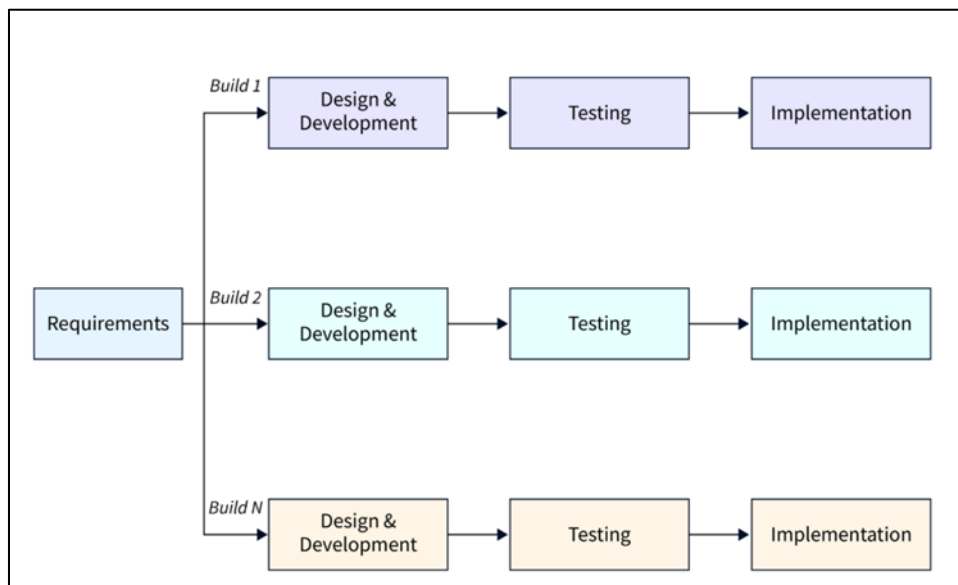 Build 1
Design &
Development
Testing
Implementation
Requirements
Build 2
Design &
Development
Testing
Implementation
Build N
Design &
Development
Testing
Implementation